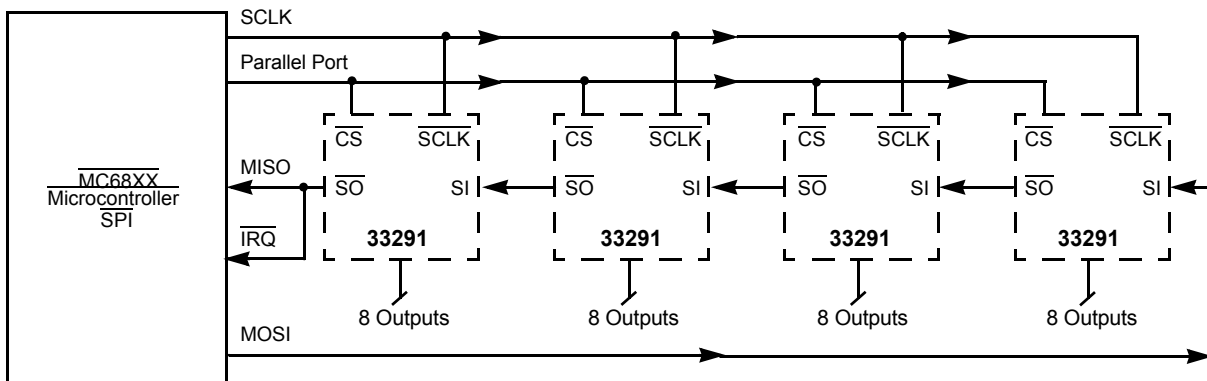 SCLK
Parallel Port
CS SCLK CS SCLK CS SCLK CS SCLK
MISO
SO SI SO SI SO SI SO SI
MC68XX
Microcontroller
SPI
IRQ
33291 33291 33291 33291
8 Outputs 8 Outputs 8 Outputs 8 Outputs
MOSI